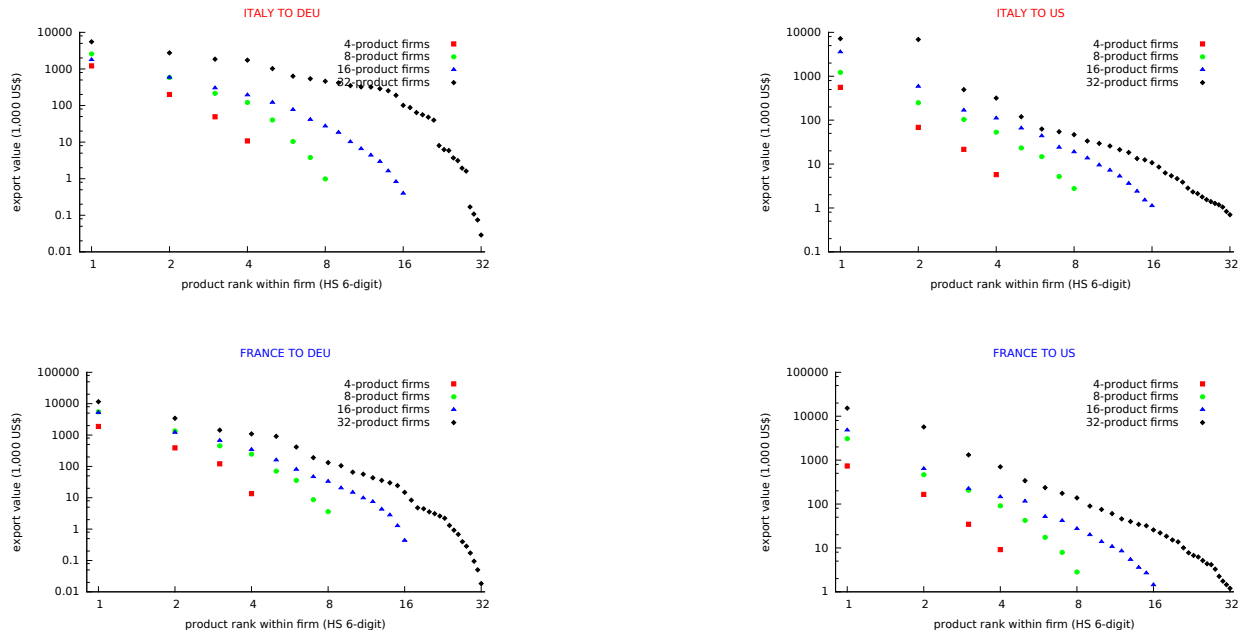 ITALY TO DEU
10000
1000
100
10
1
0.1
0.01
1 2 4 8 16 32
export value (1,000 US$)
product rank within firm (HS 6-digit)
4-product firms
8-product firms
16-product firms
32-product firms
ITALY TO US
10000
1000
100
10
1
0.1
1 2 4 8 16 32
export value (1,000 US$)
product rank within firm (HS 6-digit)
4-product firms
8-product firms
16-product firms
32-product firms
FRANCE TO DEU
100000
10000
1000
100
10
1
0.1
0.01
1 2 4 8 16 32
export value (1,000 US$)
product rank within firm (HS 6-digit)
4-product firms
8-product firms
16-product firms
32-product firms
FRANCE TO US
100000
10000
1000
100
10
1
1 2 4 8 16 32
export value (1,000 US$)
product rank within firm (HS 6-digit)
4-product firms
8-product firms
16-product firms
32-product firms